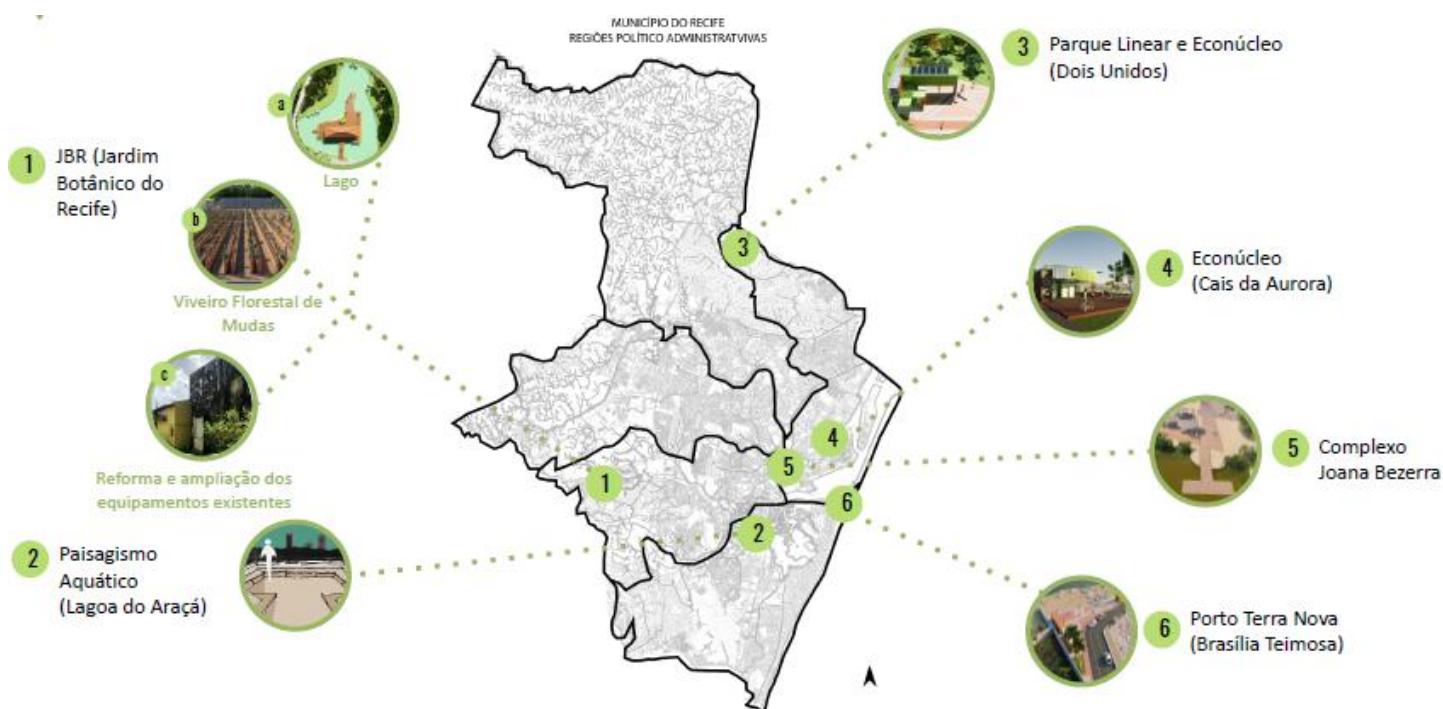 MUNICÍPIO DO RECIFE
REGIÕES POLÍTICO ADMINISTRATVIVAS
1
JBR (Jardim
Botânico do
Recife)
a
Lago
b
Viveiro Florestal de
Mudas
c
Reforma e ampliação dos
equipamentos existentes
2
Paisagismo
Aquático
(Lagoa do Araçá)
3
4
5
1
6
2
3
Parque Linear e Econúcleo
(Dois Unidos)
4
Econúcleo
(Cais da Aurora)
5
Complexo
Joana Bezerra
6
Porto Terra Nova
(Brasília Teimosa)